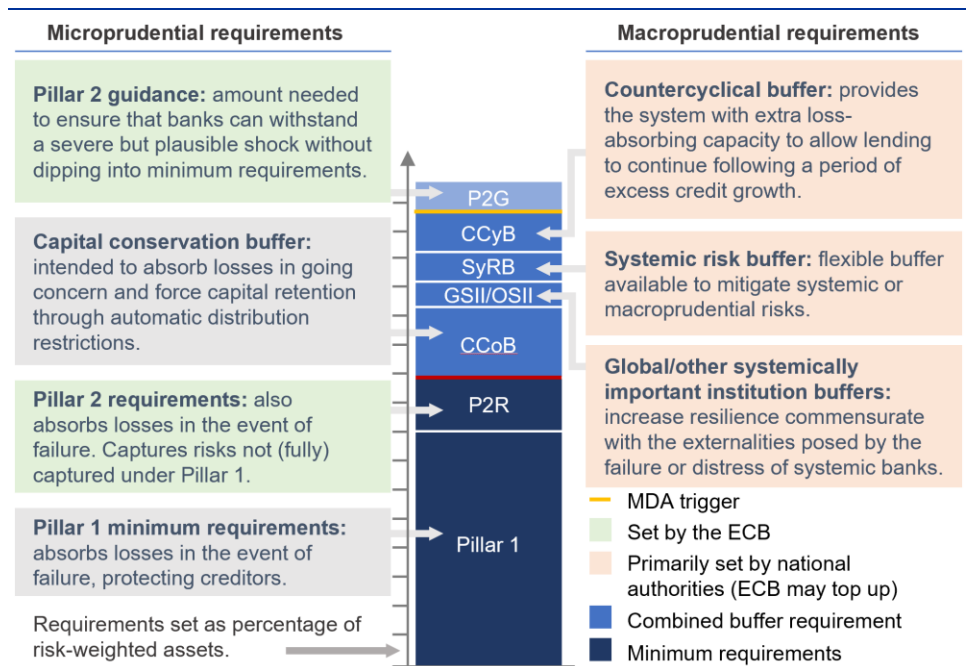 Microprudential requirements
Pillar 2 guidance: amount needed
to ensure that banks can withstand
a severe but plausible shock without
dipping into minimum requirements.
Capital conservation buffer:
intended to absorb losses in going
concern and force capital retention
through automatic distribution
restrictions.
Pillar 2 requirements: also
absorbs losses in the event of
failure. Captures risks not (fully)
captured under Pillar 1.
Pillar 1 minimum requirements:
absorbs losses in the event of
failure, protecting creditors.
Requirements set as percentage of
risk-weighted assets.
P2G
CCyB
SyRB
GSII/OSII
CCoB
P2R
Pillar 1
Macroprudential requirements
Countercyclical buffer: provides
the system with extra loss-
absorbing capacity to allow lending
to continue following a period of
excess credit growth.
Systemic risk buffer: flexible buffer
available to mitigate systemic or
macroprudential risks.
Global/other systemically
important institution buffers:
increase resilience commensurate
with the externalities posed by the
failure or distress of systemic banks.
MDA trigger
Set by the ECB
Primarily set by national
authorities (ECB may top up)
Combined buffer requirement
Minimum requirements